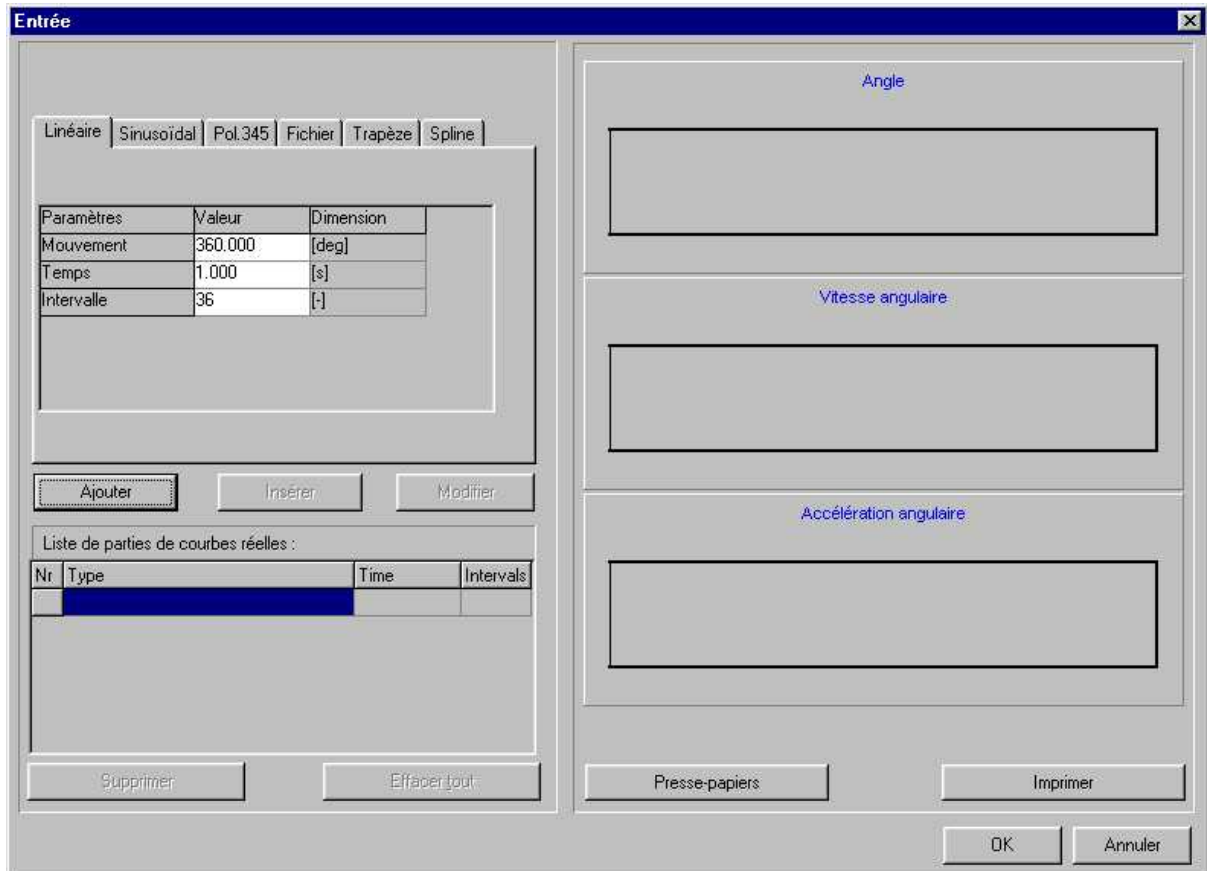 Entrée
Linéaire Sinusoïdal Pol.345 Fichier Trapèze Spline
Paramètres Valeur Dimension
Mouvement 360.000 [deg]
Temps 1.000 [s]
Intervalle 36 [-]
Ajouter Insérer Modifier
Liste de parties de courbes réelles :
Nr Type Time Intervals
Supprimer Effacer tout
Angle
Vitesse angulaire
Accélération angulaire
Presse-papiers Imprimer
OK Annuler